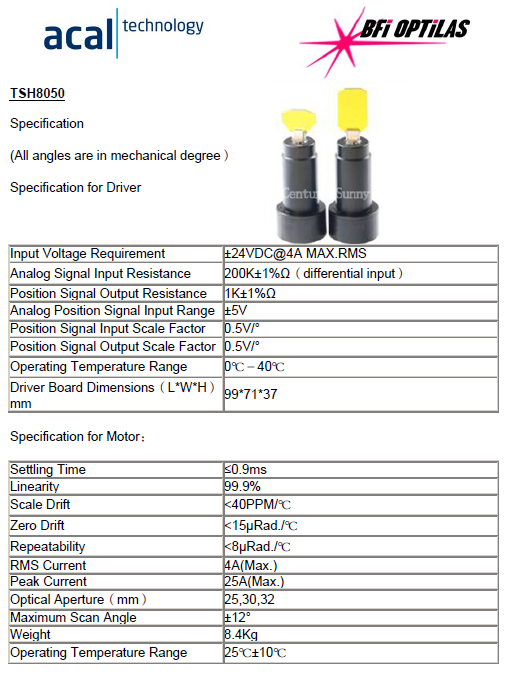 acal technology
BFi OPTiLAS
TSH8050
Specification
(All angles are in mechanical degree )
Specification for Driver
Century Sunny
Input Voltage Requirement ±24VDC@4A MAX.RMS
Analog Signal Input Resistance 200K±1%Ω ( differential input )
Position Signal Output Resistance 1K±1%Ω
Analog Position Signal Input Range ±5V
Position Signal Input Scale Factor 0.5V/°
Position Signal Output Scale Factor 0.5V/°
Operating Temperature Range 0℃ – 40℃
Driver Board Dimensions ( L*W*H ) 99*71*37
mm
Specification for Motor：
Settling Time ≤0.9ms
Linearity 99.9%
Scale Drift <40PPM/℃
Zero Drift <15μRad./℃
Repeatability <8μRad./℃
RMS Current 4A(Max.)
Peak Current 25A(Max.)
Optical Aperture ( mm ) 25,30,32
Maximum Scan Angle ±12°
Weight 8.4Kg
Operating Temperature Range 25℃±10℃